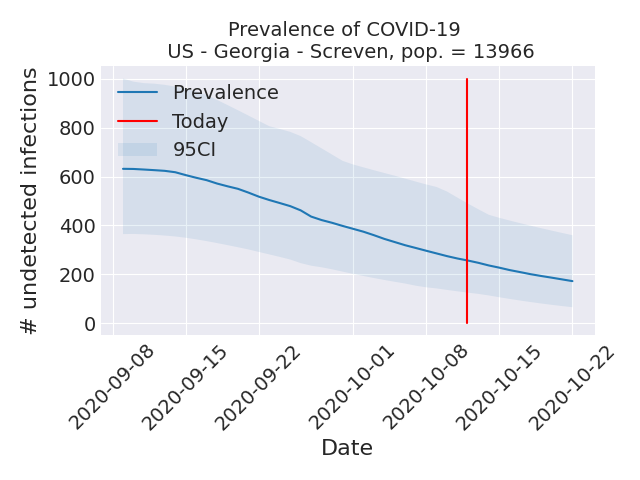 Prevalence of COVID-19
US - Georgia - Screven, pop. = 13966
# undetected infections
1000
800
600
400
200
0
Prevalence
Today
95CI
2020-09-08
2020-09-15
2020-09-22
2020-10-01
2020-10-08
2020-10-15
2020-10-22
Date